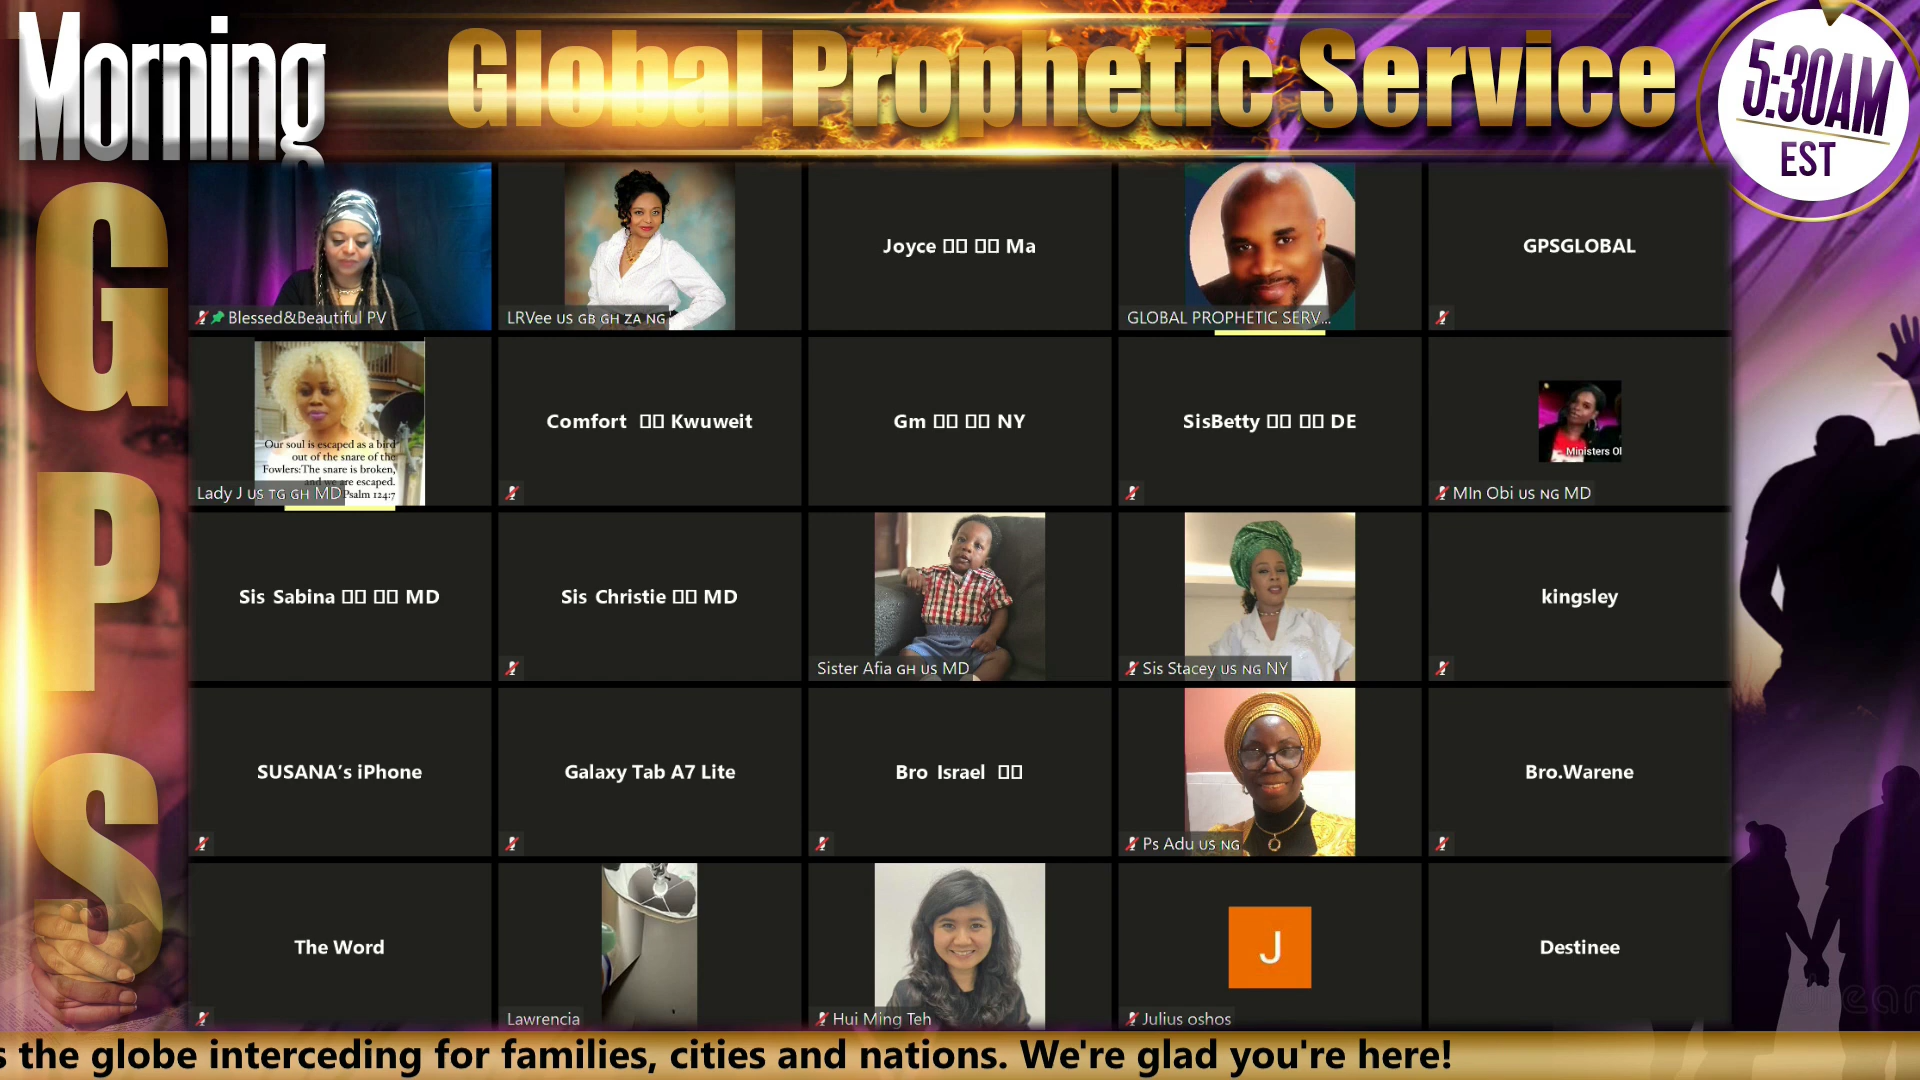 Morning
Global Prophetic Service
5:30AM
EST
G
P
S
Blessed&Beautiful PV
LRVee US GB GH ZA NG
Joyce Ma
GLOBAL PROPHETIC SERV...
GPSGLOBAL
Our soul is escaped as a bird
out of the snare of the
Fowlers:The snare is broken,
and we are escaped.
Psalm 124:7
Lady J US TG GH MD
Comfort Kwuweit
Gm NY
SisBetty DE
Ministers Ol
MIn Obi US NG MD
Sis Sabina MD
Sis Christie MD
Sister Afia GH US MD
Sis Stacey US NG NY
kingsley
SUSANA’s iPhone
Galaxy Tab A7 Lite
Bro Israel
Ps Adu US NG
Bro.Warene
The Word
Lawrencia
Hui Ming Teh
J
Julius oshos
Destinee
s the globe interceding for families, cities and nations. We're glad you're here!